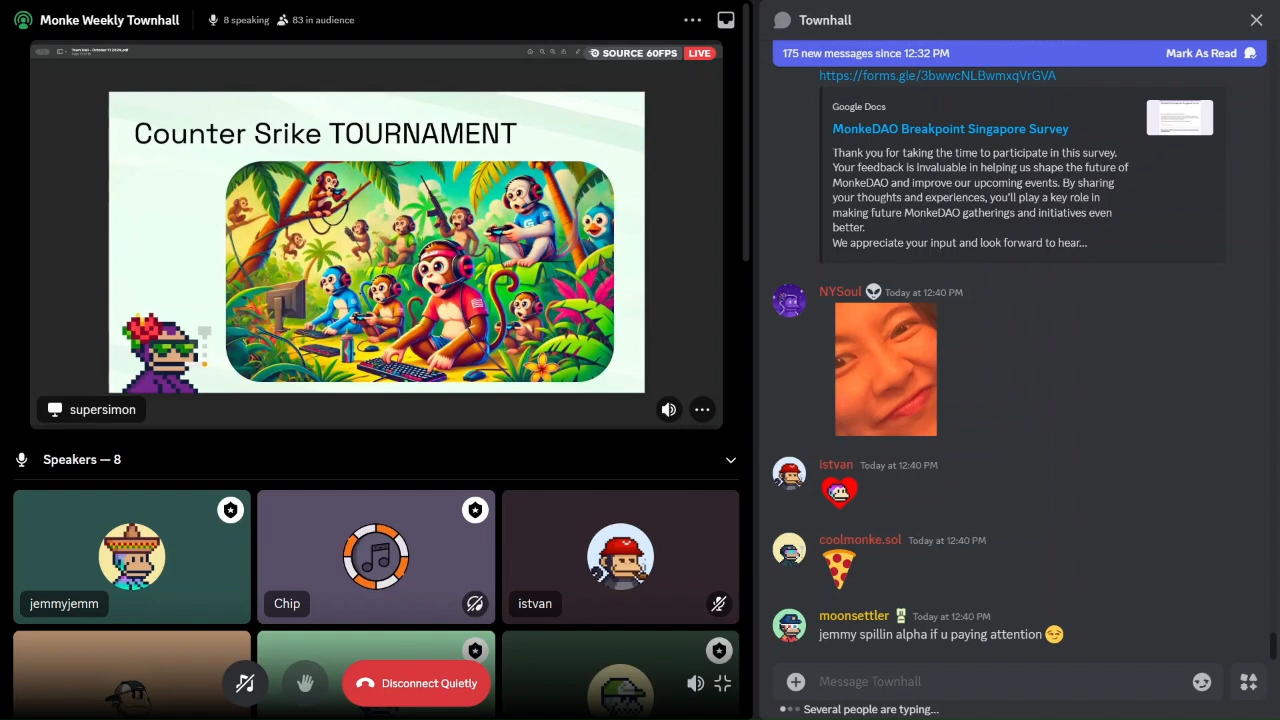 Monke Weekly Townhall
8 speaking
83 in audience
SOURCE 60FPS
LIVE
Counter Srike TOURNAMENT
supersimon
Speakers — 8
jemmyjemm
Chip
istvan
Disconnect Quietly
Townhall
175 new messages since 12:32 PM
Mark As Read
https://forms.gle/3bwwcNLBwmxqVrGVA
Google Docs
MonkeDAO Breakpoint Singapore Survey
Thank you for taking the time to participate in this survey.
Your feedback is invaluable in helping us shape the future of
MonkeDAO and improve our upcoming events. By sharing
your thoughts and experiences, you'll play a key role in
making future MonkeDAO gatherings and initiatives even
better.
We appreciate your input and look forward to hear...
NYSoul 👽 Today at 12:40 PM
istvan Today at 12:40 PM
coolmonke.sol Today at 12:40 PM
moonsettler Today at 12:40 PM
jemmy spillin alpha if u paying attention 😏
Message Townhall
Several people are typing...